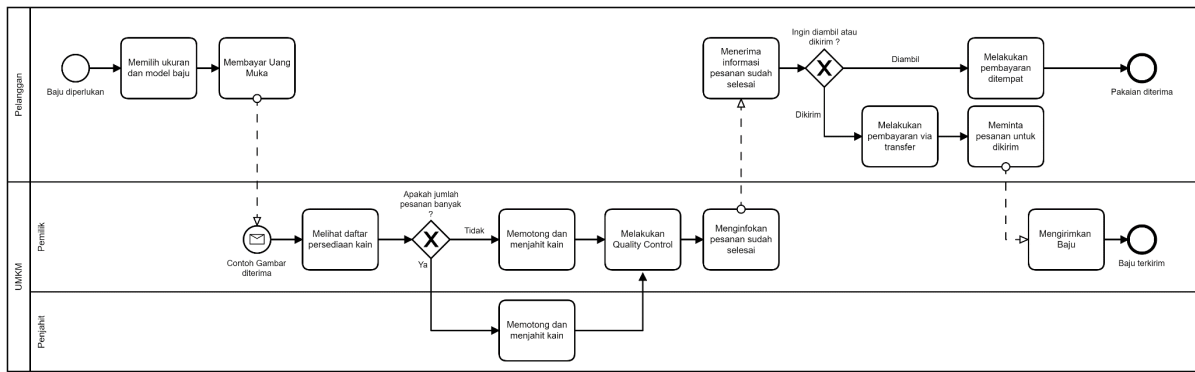 Pelanggan
Baju diperlukan
Memilih ukuran
dan model baju
Membayar Uang
Muka
Menerima
informasi
pesanan sudah
selesai
Ingin diambil atau
dikirim ?
Diambil
Dikirim
Melakukan
pembayaran
ditempat
Pakaian diterima
Melakukan
pembayaran via
transfer
Meminta
pesanan untuk
dikirim
UMKM
Pemilik
Contoh Gambar
diterima
Melihat daftar
persediaan kain
Apakah jumlah
pesanan banyak
?
Tidak
Ya
Memotong dan
menjahit kain
Melakukan
Quality Control
Menginfokan
pesanan sudah
selesai
Mengirimkan
Baju
Baju terkirim
Penjahit
Memotong dan
menjahit kain